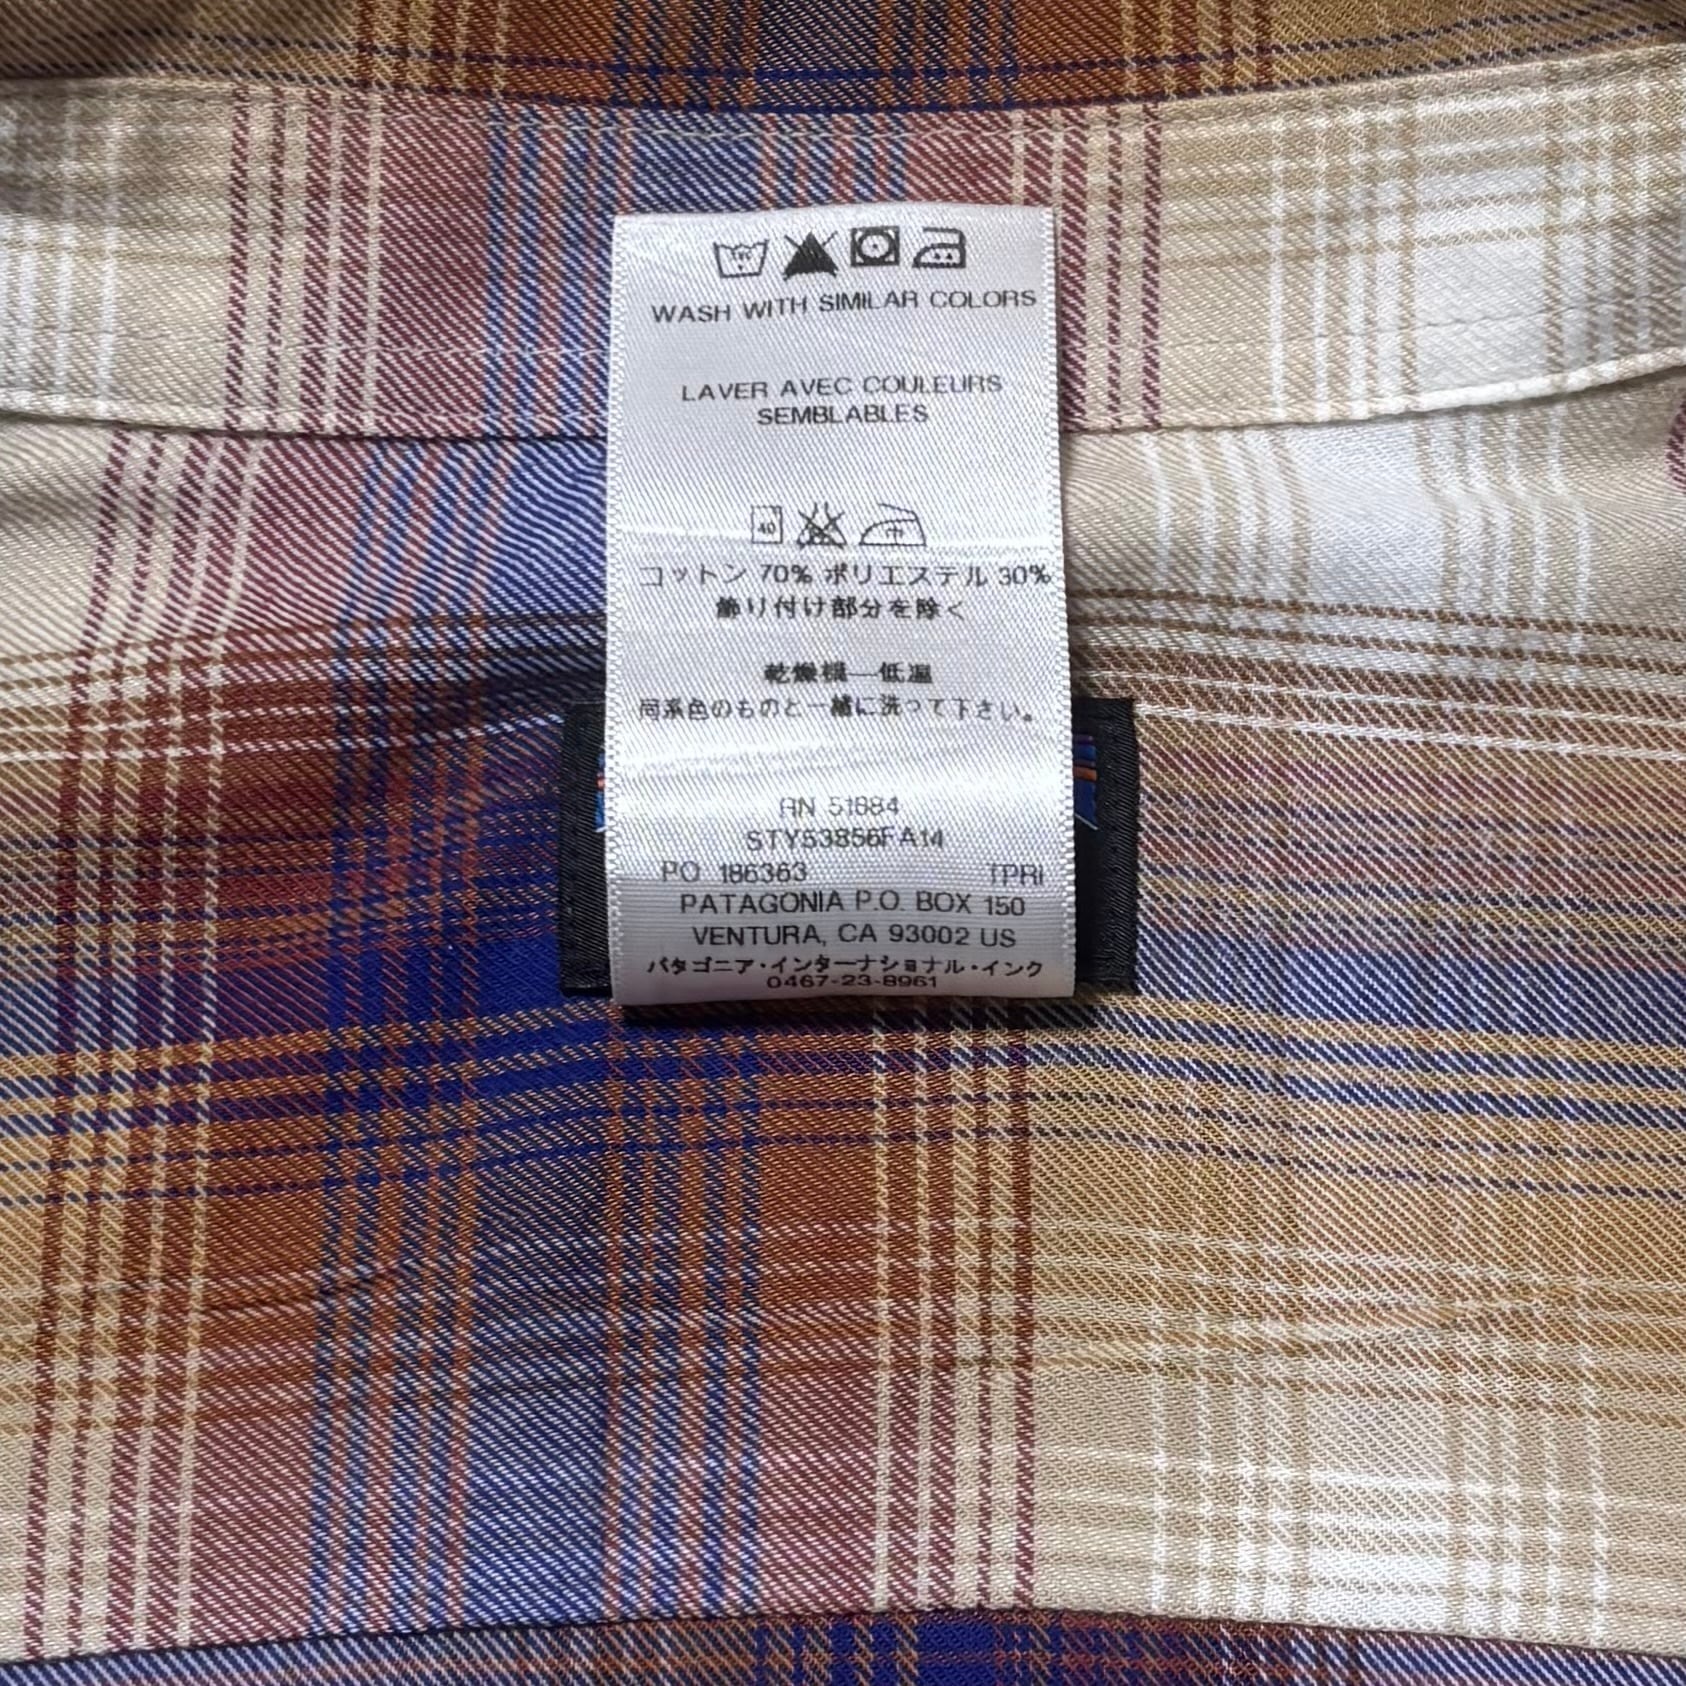 WASH WITH SIMILAR COLORS
LAVER AVEC COULEURS
SEMBLABLES
40
コットン 70% ポリエステル 30%
飾り付け部分を除く
乾燥機—低温
同系色のものと一緒に洗って下さい。
RN 51884
STY53856FA14
PO 186363 TPRI
PATAGONIA P.O. BOX 150
VENTURA, CA 93002 US
パタゴニア・インターナショナル・インク
0467-23-8961